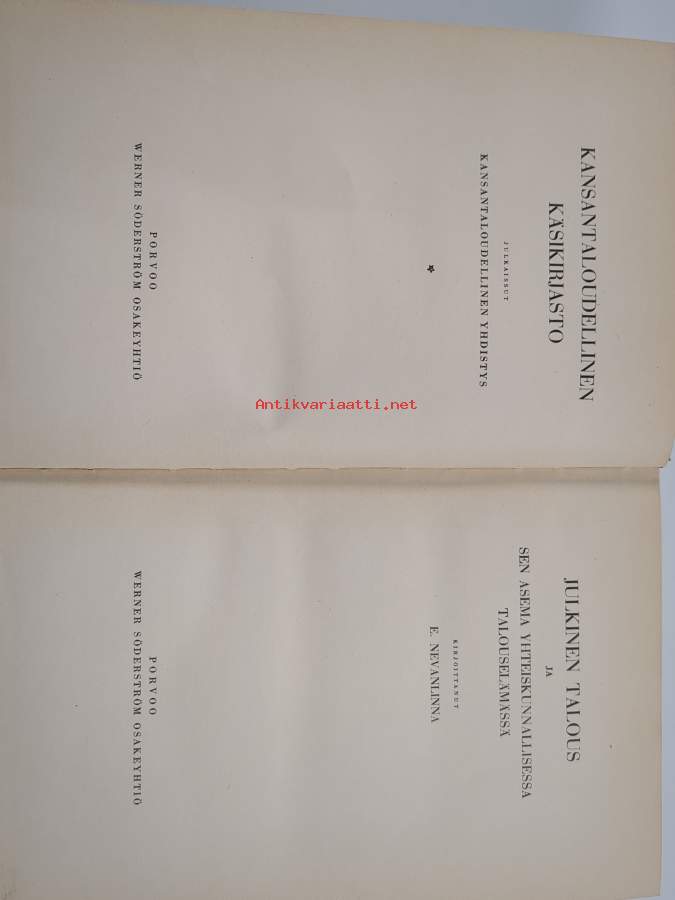 KANSANTALOUDELLINEN
KÄSIKIRJASTO
JULKAISSUT
KANSANTALOUDELLINEN YHDISTYS
PORVOO
WERNER SÖDERSTRÖM OSAKEYHTIÖ
JULKINEN TALOUS
JA
SEN ASEMA YHTEISKUNNALLISESSA
TALOUSELÄMÄSSÄ
KIRJOITTANUT
E. NEVANLINNA
PORVOO
WERNER SÖDERSTRÖM OSAKEYHTIÖ
Antikvariaatti.net